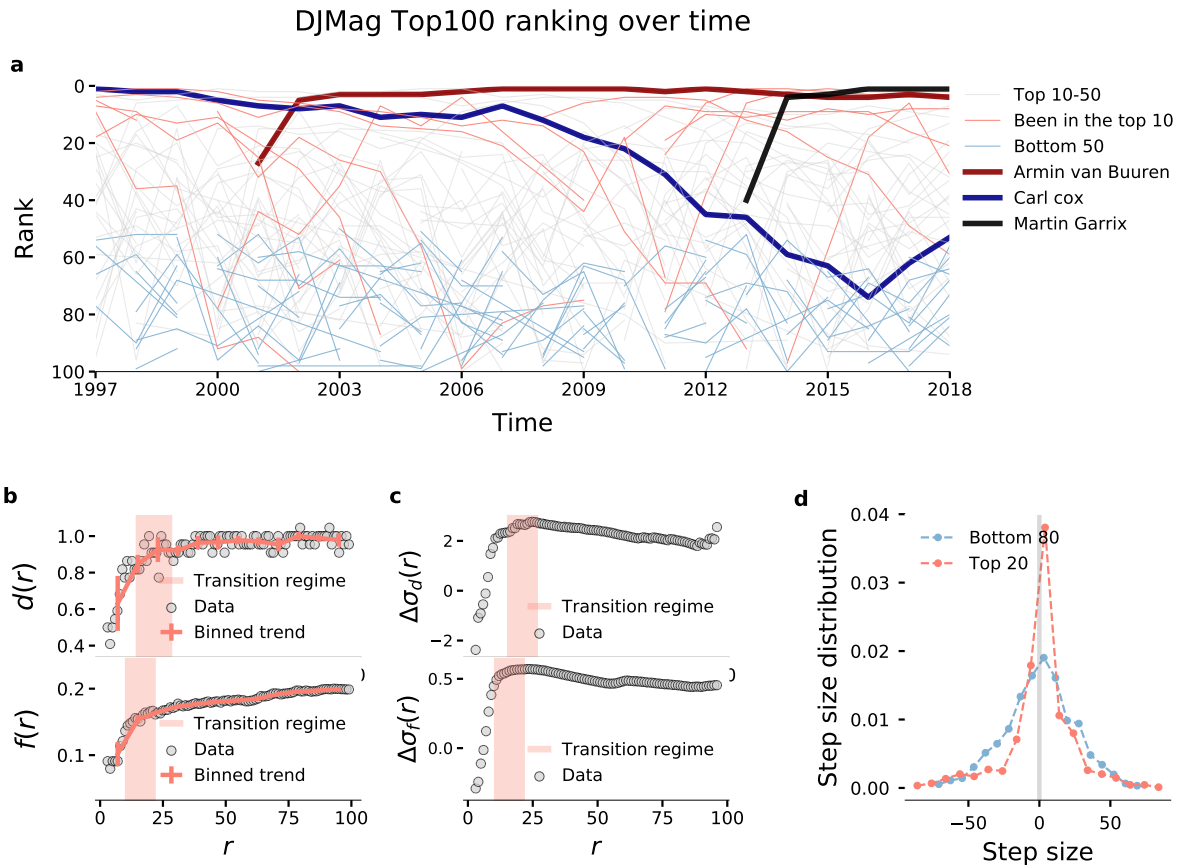 DJMag Top100 ranking over time
a
0
20
40
60
80
100
Rank
1997
2000
2003
2006
2009
2012
2015
2018
Time
Top 10-50
Been in the top 10
Bottom 50
Armin van Buuren
Carl cox
Martin Garrix
b
1.0
0.8
0.6
0.4
d(r)
Transition regime
Data
Binned trend
0
0.2
0.1
f(r)
Transition regime
Data
Binned trend
0
25
50
75
100
r
c
2
0
−2
Δσd(r)
Transition regime
Data
0
0.5
0.0
Δσf(r)
Transition regime
Data
0
25
50
75
100
r
d
0.04
0.03
0.02
0.01
0.00
Step size distribution
Bottom 80
Top 20
−50
0
50
Step size